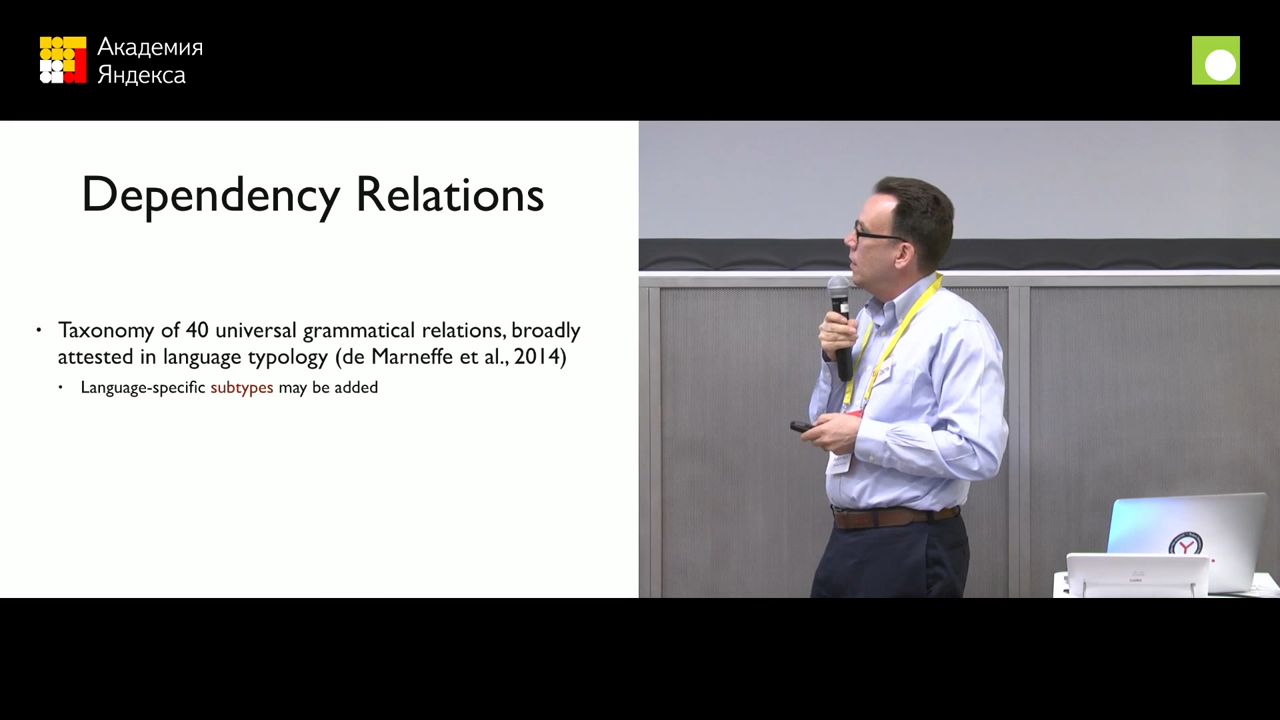 Академия
Яндекса
Dependency Relations
• Taxonomy of 40 universal grammatical relations, broadly
attested in language typology (de Marneffe et al., 2014)
• Language-specific subtypes may be added